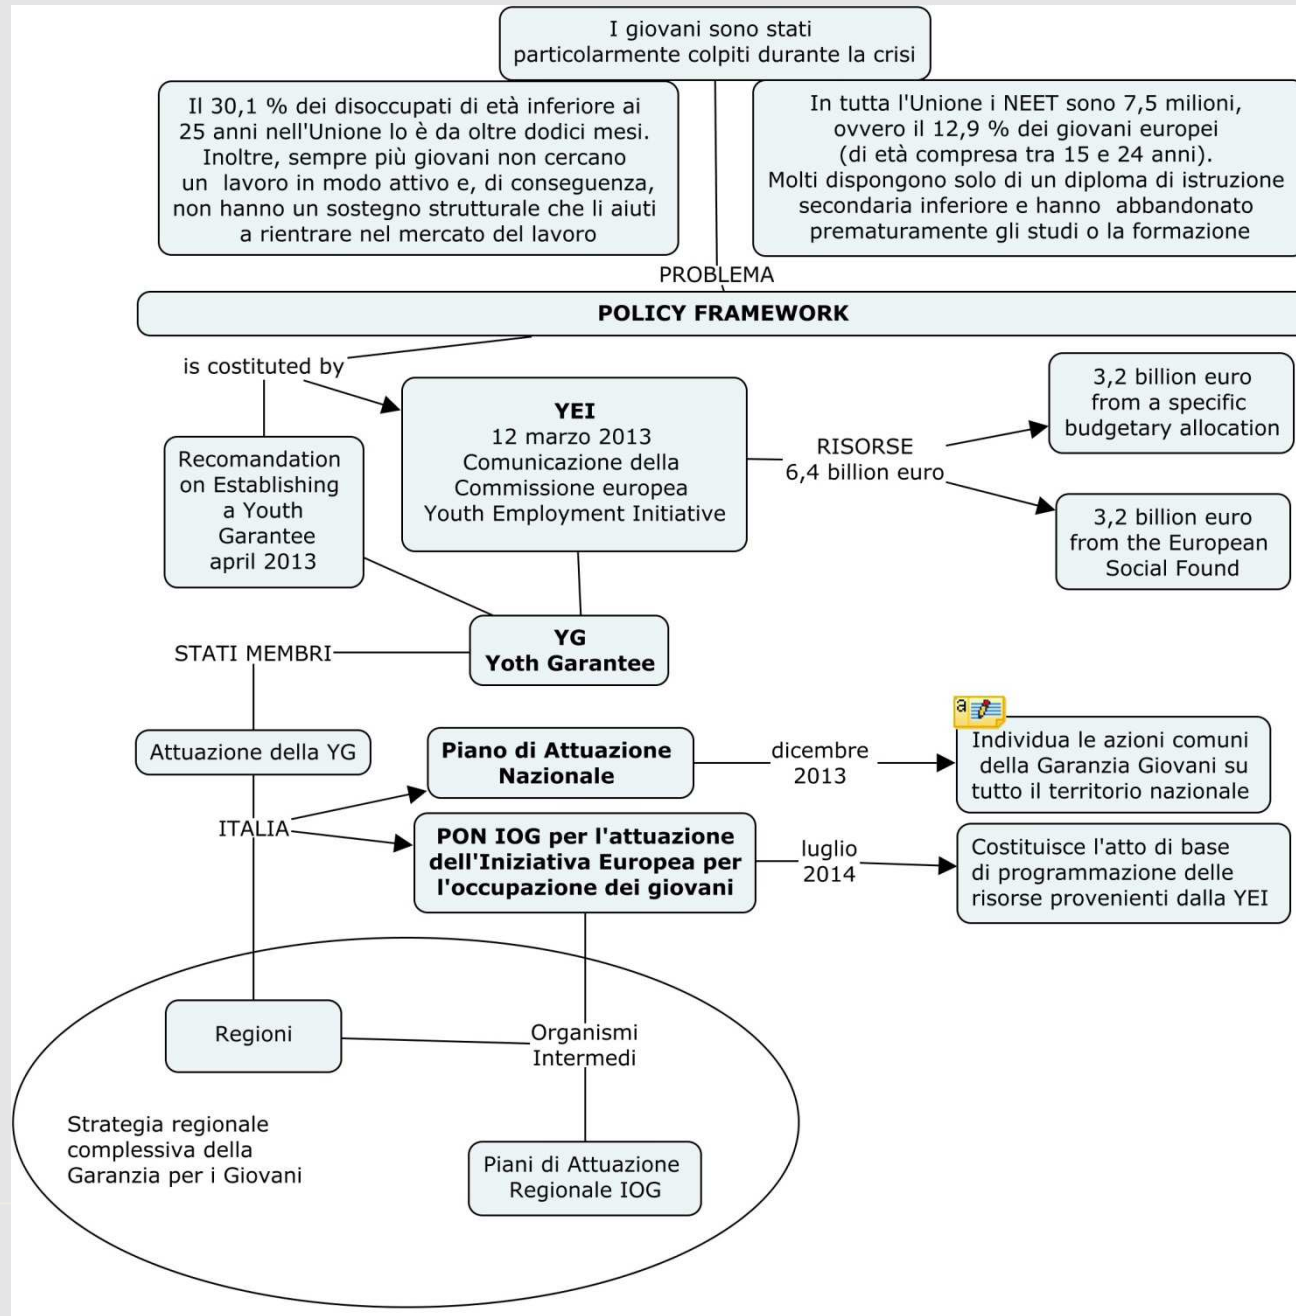 I giovani sono stati
particolarmente colpiti durante la crisi
Il 30,1 % dei disoccupati di età inferiore ai
25 anni nell'Unione lo è da oltre dodici mesi.
Inoltre, sempre più giovani non cercano
un lavoro in modo attivo e, di conseguenza,
non hanno un sostegno strutturale che li aiuti
a rientrare nel mercato del lavoro
In tutta l'Unione i NEET sono 7,5 milioni,
ovvero il 12,9 % dei giovani europei
(di età compresa tra 15 e 24 anni).
Molti dispongono solo di un diploma di istruzione
secondaria inferiore e hanno abbandonato
prematuramente gli studi o la formazione
PROBLEMA
POLICY FRAMEWORK
is costituted by
YEI
12 marzo 2013
Comunicazione della
Commissione europea
Youth Employment Initiative
RISORSE
6,4 billion euro
3,2 billion euro
from a specific
budgetary allocation
3,2 billion euro
from the European
Social Found
Recomandation
on Establishing
a Youth
Garantee
april 2013
YG
Yoth Garantee
STATI MEMBRI
Attuazione della YG
ITALIA
Piano di Attuazione
Nazionale
dicembre
2013
a
Individua le azioni comuni
della Garanzia Giovani su
tutto il territorio nazionale
PON IOG per l'attuazione
dell'Iniziativa Europea per
l'occupazione dei giovani
luglio
2014
Costituisce l'atto di base
di programmazione delle
risorse provenienti dalla YEI
Regioni
Organismi
Intermedi
Strategia regionale
complessiva della
Garanzia per i Giovani
Piani di Attuazione
Regionale IOG